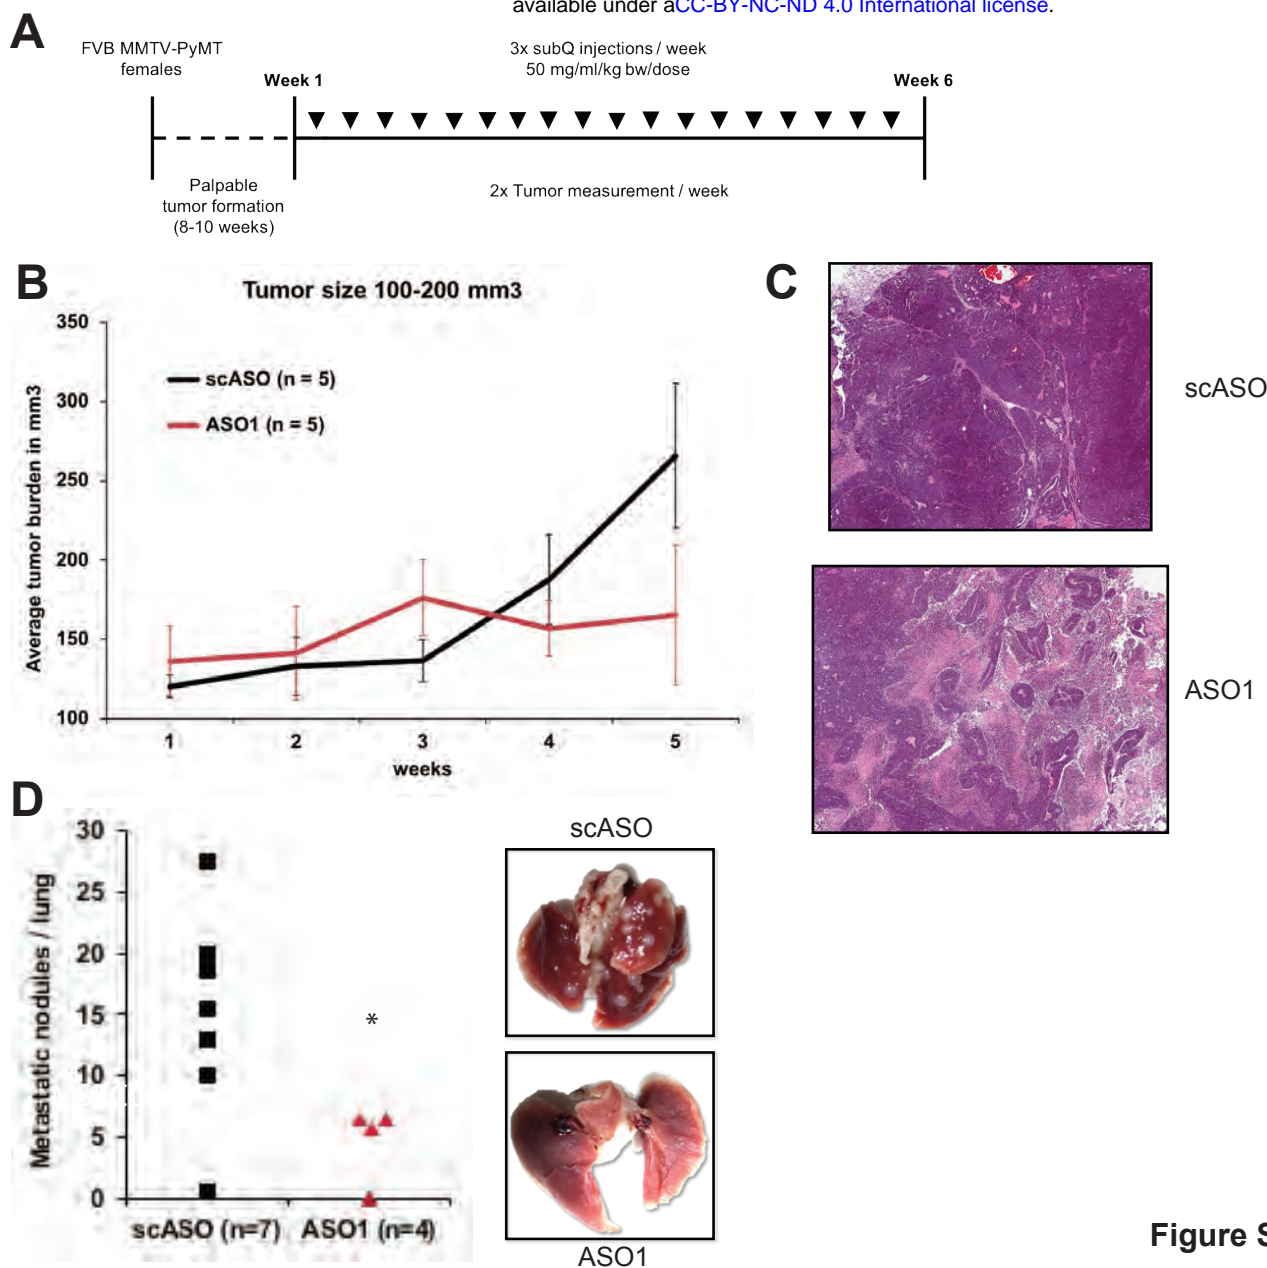 available under aCC-BY-NC-ND 4.0 International license.
A
FVB MMTV-PyMT
females
Week 1
3x subQ injections / week
50 mg/ml/kg bw/dose
Week 6
Palpable
tumor formation
(8-10 weeks)
2x Tumor measurement / week
B
Tumor size 100-200 mm3
Average tumor burden in mm3
350
300
250
200
150
100
scASO (n = 5)
ASO1 (n = 5)
1 2 3 4 5
weeks
C
scASO
ASO1
D
Metastatic nodules / lung
30
25
20
15
10
5
0
*
scASO (n=7) ASO1 (n=4)
scASO
ASO1
Figure S